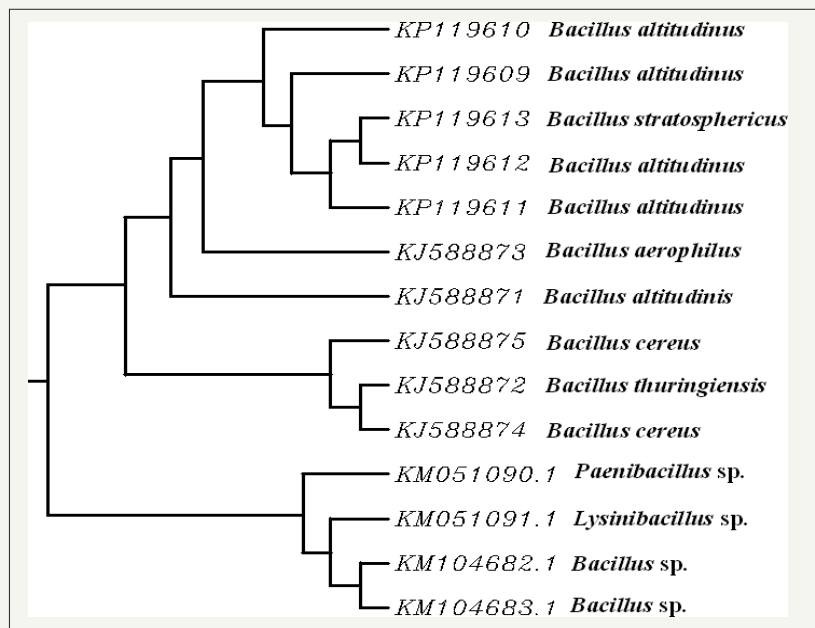 KP119610 Bacillus altitudinus
KP119609 Bacillus altitudinus
KP119613 Bacillus stratosphericus
KP119612 Bacillus altitudinus
KP119611 Bacillus altitudinus
KJ588873 Bacillus aerophilus
KJ588871 Bacillus altitudinis
KJ588875 Bacillus cereus
KJ588872 Bacillus thuringiensis
KJ588874 Bacillus cereus
KM051090.1 Paenibacillus sp.
KM051091.1 Lysinibacillus sp.
KM104682.1 Bacillus sp.
KM104683.1 Bacillus sp.